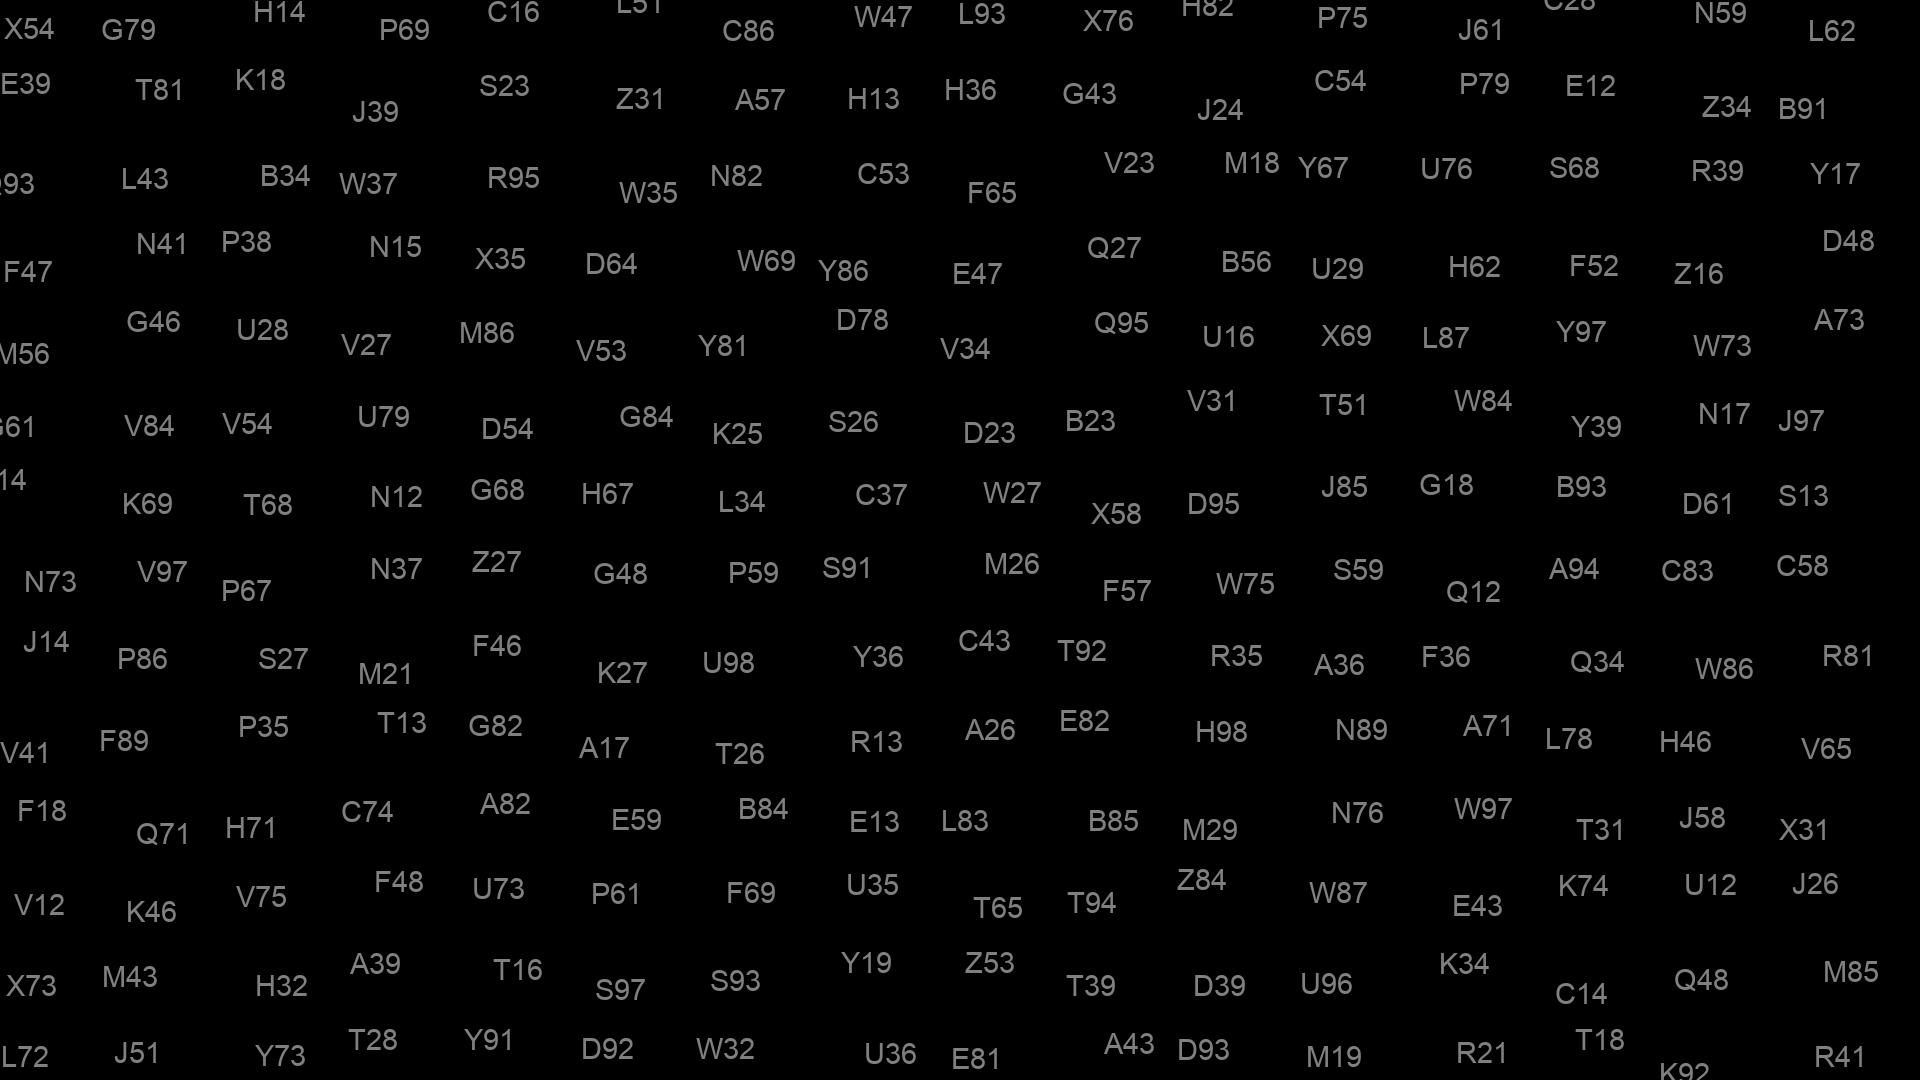 X54 G79 H14 P69 C16 L51 C86 W47 L93 X76 H82 P75 J61 C28 N59 L62
E39 T81 K18 J39 S23 Z31 A57 H13 H36 G43 J24 C54 P79 E12 Z34 B91
93 L43 B34 W37 R95 W35 N82 C53 F65 V23 M18 Y67 U76 S68 R39 Y17
F47 N41 P38 N15 X35 D64 W69 Y86 E47 Q27 B56 U29 H62 F52 Z16 D48
M56 G46 U28 V27 M86 V53 Y81 D78 V34 Q95 U16 X69 L87 Y97 W73 A73
G61 V84 V54 U79 D54 G84 K25 S26 D23 B23 V31 T51 W84 Y39 N17 J97
14 K69 T68 N12 G68 H67 L34 C37 W27 X58 D95 J85 G18 B93 D61 S13
N73 V97 P67 N37 Z27 G48 P59 S91 M26 F57 W75 S59 Q12 A94 C83 C58
J14 P86 S27 M21 F46 K27 U98 Y36 C43 T92 R35 A36 F36 Q34 W86 R81
V41 F89 P35 T13 G82 A17 T26 R13 A26 E82 H98 N89 A71 L78 H46 V65
F18 Q71 H71 C74 A82 E59 B84 E13 L83 B85 M29 N76 W97 T31 J58 X31
V12 K46 V75 F48 U73 P61 F69 U35 T65 T94 Z84 W87 E43 K74 U12 J26
X73 M43 H32 A39 T16 S97 S93 Y19 Z53 T39 D39 U96 K34 C14 Q48 M85
L72 J51 Y73 T28 Y91 D92 W32 U36 E81 A43 D93 M19 R21 T18 K92 R41